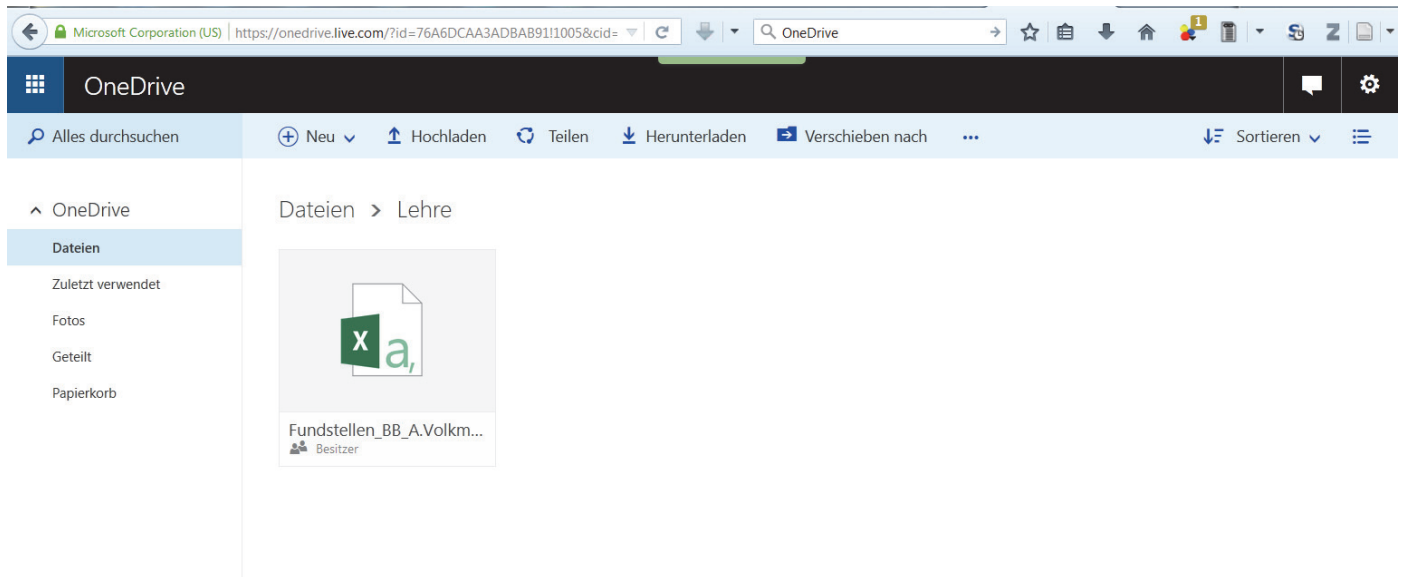 Microsoft Corporation (US) https://onedrive.live.com/?id=76A6DCAA3ADBAB91!1005&cid= OneDrive 1
OneDrive
Alles durchsuchen Neu Hochladen Teilen Herunterladen Verschieben nach ... Sortieren
OneDrive
Dateien
Zuletzt verwendet
Fotos
Geteilt
Papierkorb
Dateien > Lehre
X a,
Fundstellen_BB_A.Volkm...
Besitzer